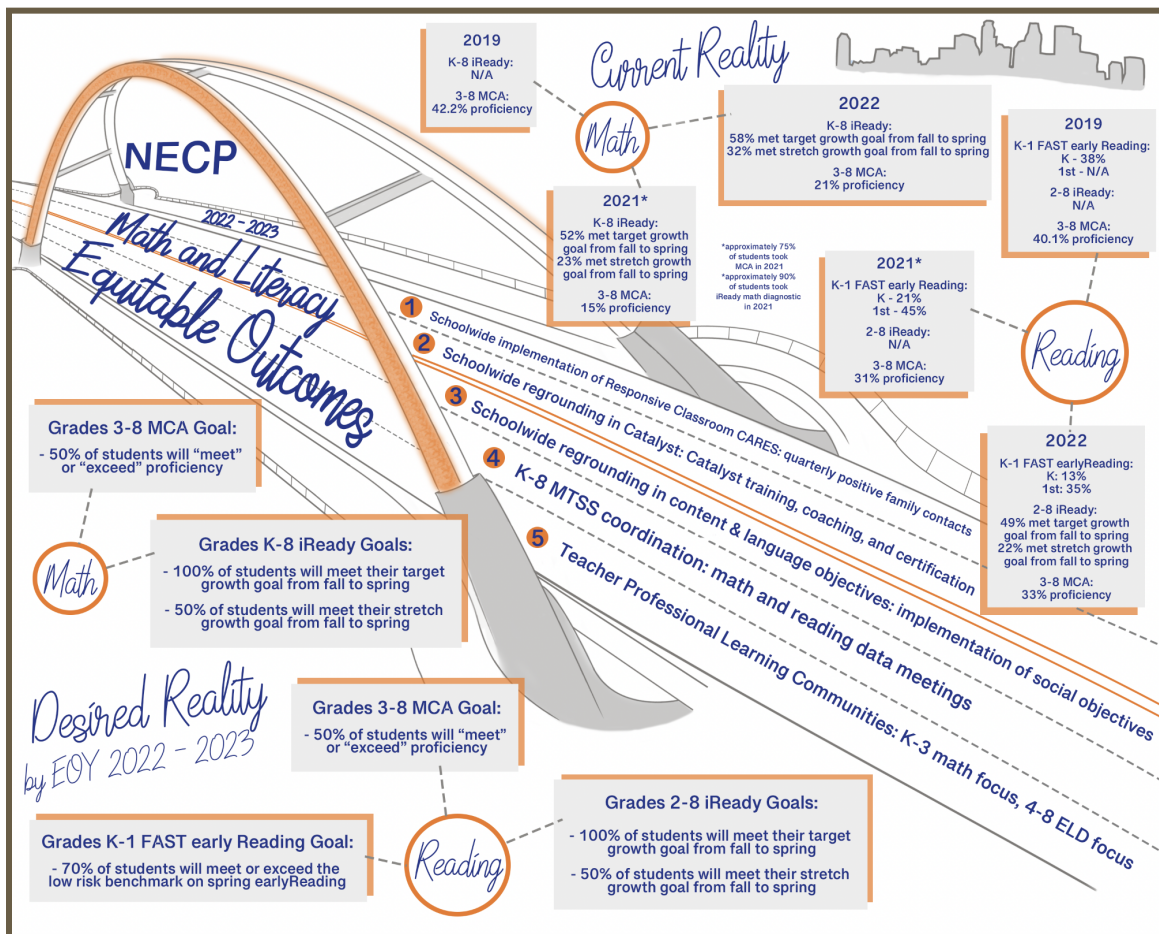 NECP
2022 - 2023
Math and Literacy
Equitable Outcomes
Current Reality
Math
2019
K-8 iReady:
N/A
3-8 MCA:
42.2% proficiency
2022
K-8 iReady:
58% met target growth goal from fall to spring
32% met stretch growth goal from fall to spring
3-8 MCA:
21% proficiency
2021*
K-8 iReady:
52% met target growth
goal from fall to spring
23% met stretch growth
goal from fall to spring
3-8 MCA:
15% proficiency
*approximately 75%
of students took
MCA in 2021
*approximately 90%
of students took
iReady math diagnostic
in 2021
2019
K-1 FAST early Reading:
K - 38%
1st - N/A
2-8 iReady:
N/A
3-8 MCA:
40.1% proficiency
2021*
K-1 FAST early Reading:
K - 21%
1st - 45%
2-8 iReady:
N/A
3-8 MCA:
31% proficiency
Reading
2022
K-1 FAST earlyReading:
K: 13%
1st: 35%
2-8 iReady:
49% met target growth
goal from fall to spring
22% met stretch growth
goal from fall to spring
3-8 MCA:
33% proficiency
1 Schoolwide implementation of Responsive Classroom CARES: quarterly positive family contacts
2 Schoolwide regrounding in Catalyst: Catalyst training, coaching, and certification
3 Schoolwide regrounding in content & language objectives: implementation of social objectives
4 K-8 MTSS coordination: math and reading data meetings
5 Teacher Professional Learning Communities: K-3 math focus, 4-8 ELD focus
Grades 3-8 MCA Goal:
- 50% of students will “meet”
or “exceed” proficiency
Math
Grades K-8 iReady Goals:
- 100% of students will meet their target
growth goal from fall to spring
- 50% of students will meet their stretch
growth goal from fall to spring
Desired Reality
by EOY 2022 - 2023
Grades 3-8 MCA Goal:
- 50% of students will “meet”
or “exceed” proficiency
Grades K-1 FAST early Reading Goal:
- 70% of students will meet or exceed the
low risk benchmark on spring earlyReading
Reading
Grades 2-8 iReady Goals:
- 100% of students will meet their target
growth goal from fall to spring
- 50% of students will meet their stretch
growth goal from fall to spring